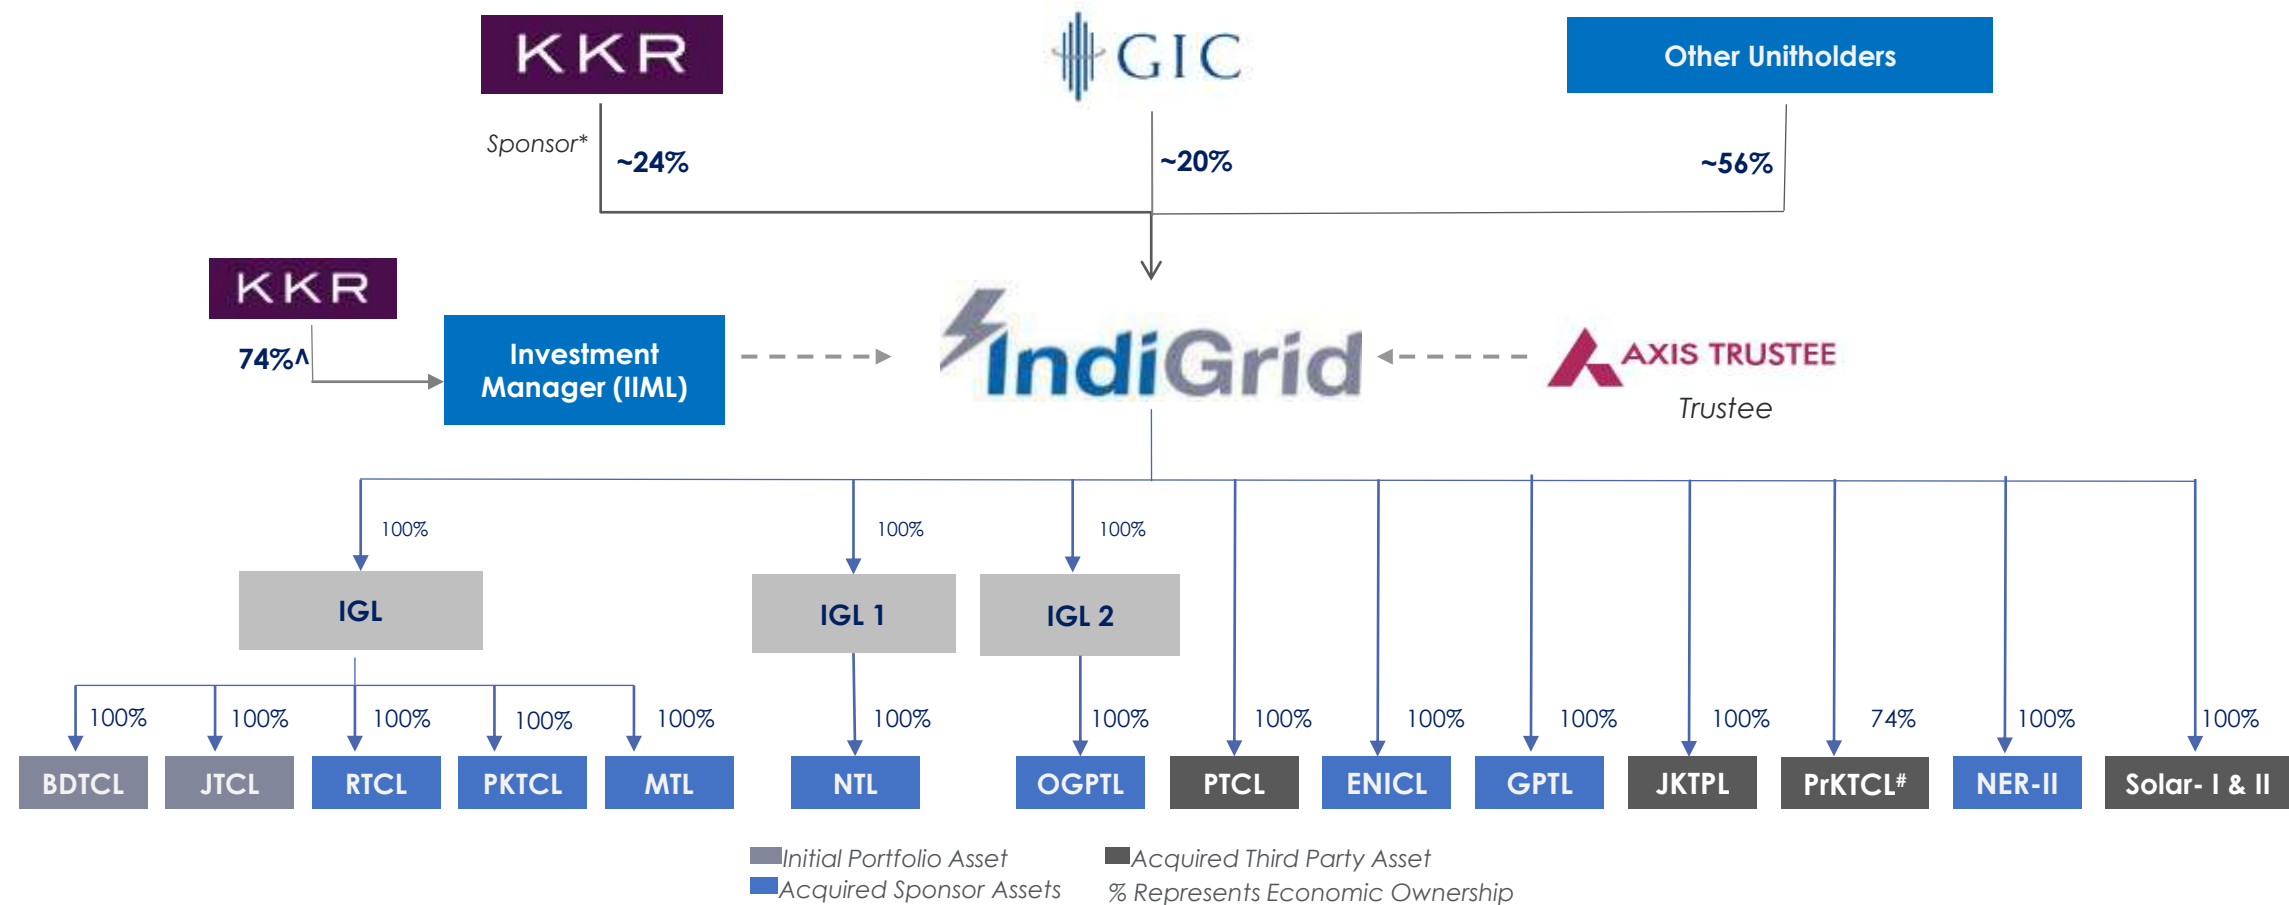 KKR
GIC
Other Unitholders
Sponsor*
~24%
~20%
~56%
KKR
74%^
Investment
Manager (IIML)
IndiGrid
AXIS TRUSTEE
Trustee
100%
100%
100%
IGL
IGL 1
IGL 2
100%
100%
100%
100%
100%
100%
100%
100%
100%
100%
100%
74%
100%
100%
BDTCL
JTCL
RTCL
PKTCL
MTL
NTL
OGPTL
PTCL
ENICL
GPTL
JKTPL
PrKTCL#
NER-II
Solar- I & II
Initial Portfolio Asset
Acquired Third Party Asset
Acquired Sponsor Assets
% Represents Economic Ownership